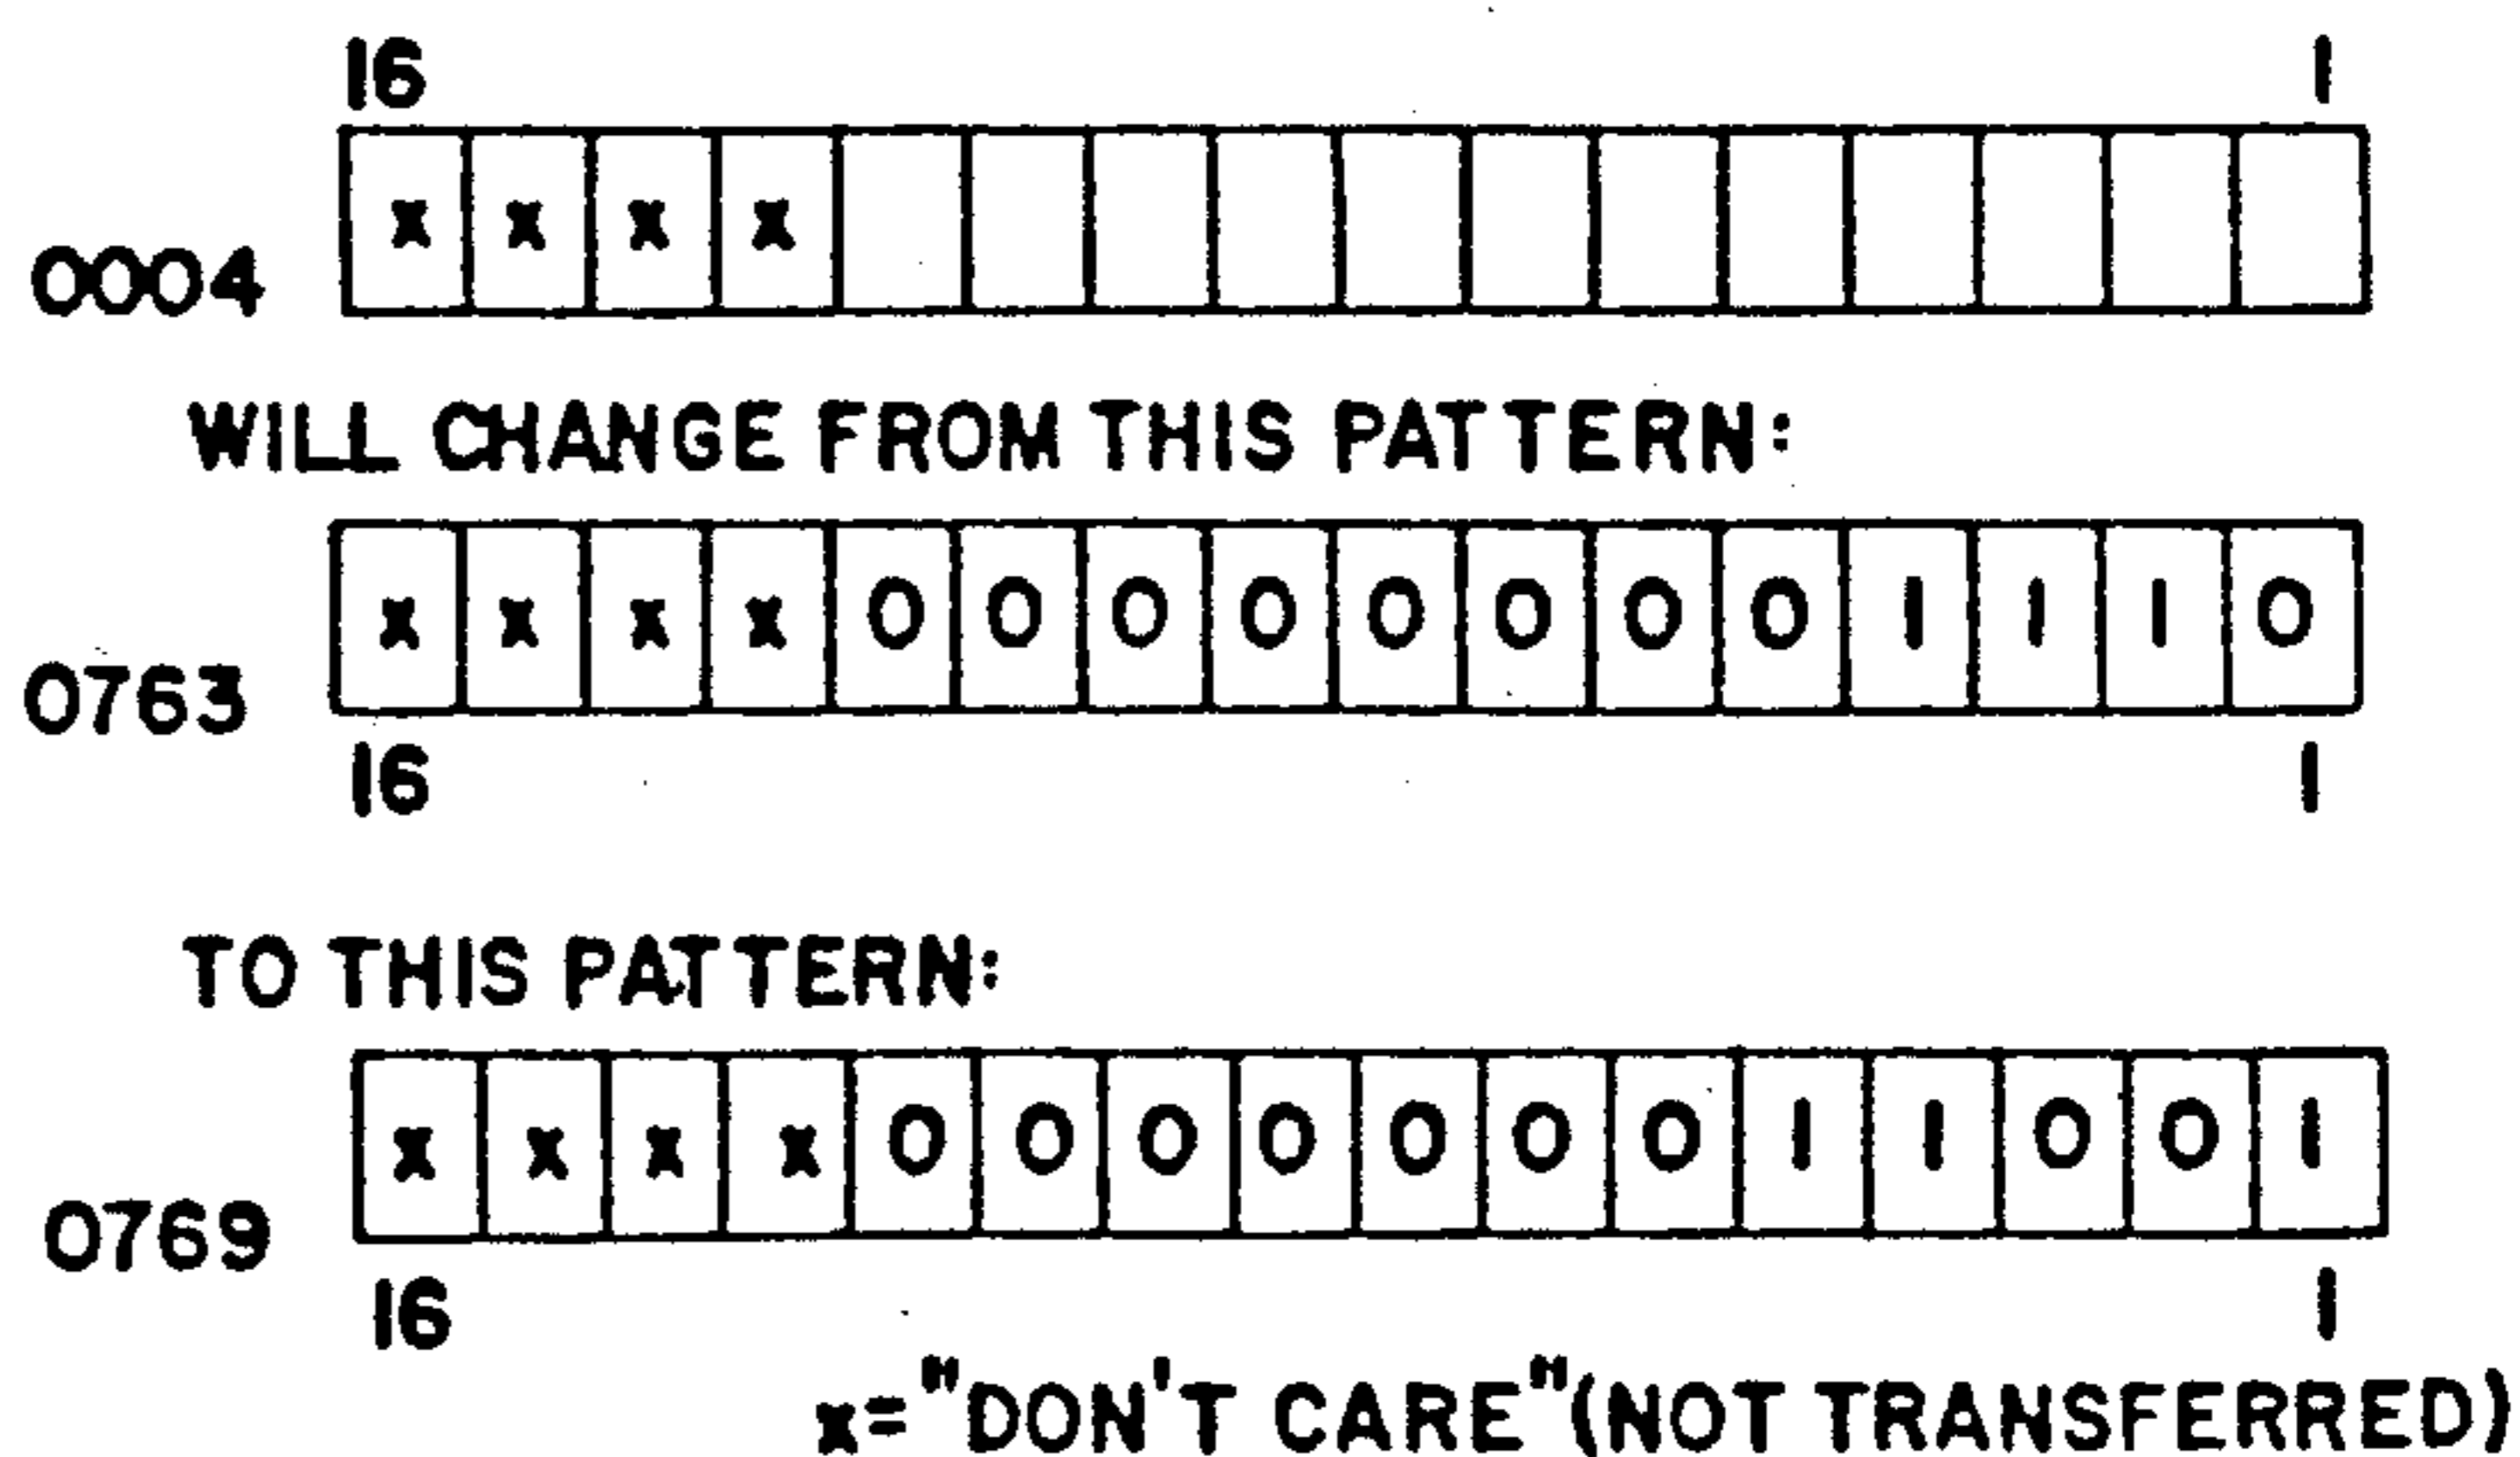 16 1
0004 x x x x
WILL CHANGE FROM THIS PATTERN:
0763 x x x x 0 0 0 0 0 0 0 0 1 1 1 0
16 1
TO THIS PATTERN:
0769 x x x x 0 0 0 0 0 0 0 1 1 0 0 1
16 1
x="DON'T CARE"(NOT TRANSFERRED)